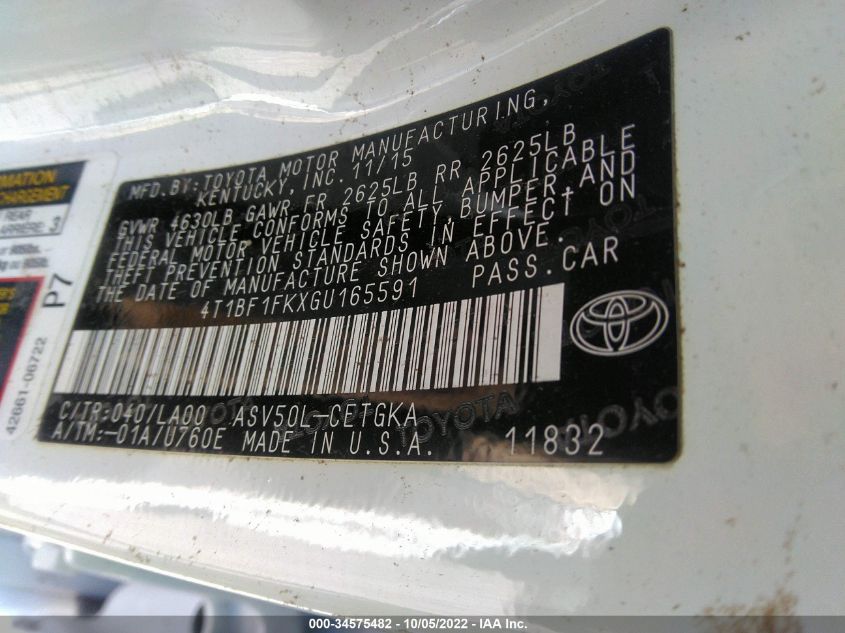 MFD. BY: TOYOTA MOTOR MANUFACTURING,
KENTUCKY, INC. 11/15
GVWR 4630LB GAWR FR 2625LB RR 2625LB
THIS VEHICLE CONFORMS TO ALL APPLICABLE
FEDERAL MOTOR VEHICLE SAFETY, BUMPER, AND
THEFT PREVENTION STANDARDS IN EFFECT ON
THE DATE OF MANUFACTURE SHOWN ABOVE.
4T1BF1FKXGU165591 PASS. CAR
C/TR:040/LA00 ASV50L-CETGKA
A/TM:-01A/U760E MADE IN U.S.A. 11832
TOYOTA
P7
42661-06722
REAR
000-34575482 - 10/05/2022 - IAA Inc.